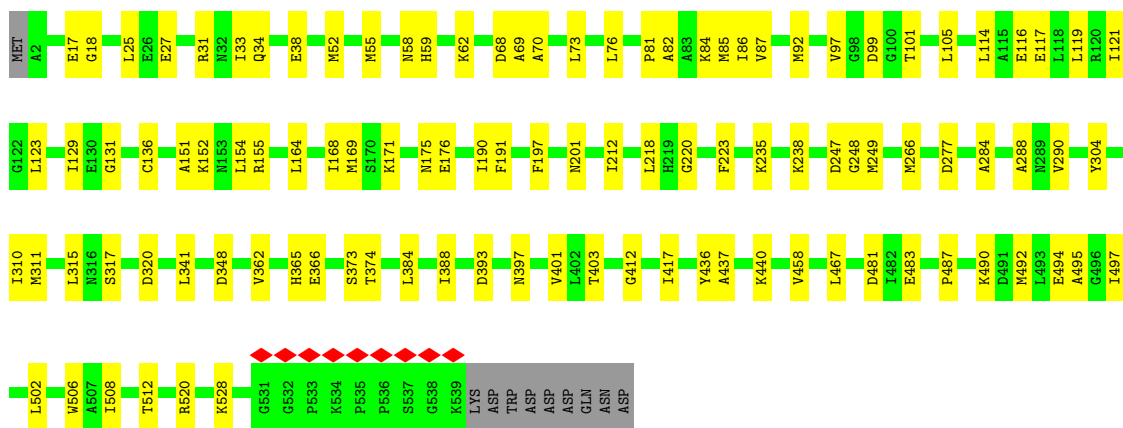 MET A2 E17 G18 L25 E26 E27 R31 N32 I33 Q34 E38 M52 M55 N58 H59 K62 D68 A69 A70 L73 L76 P81 A82 A83 K84 M85 I86 V87 M92 V97 G98 D99 G100 T101 L105 L114 A115 E116 E117 L118 L119 R120 I121
G122 L123 I129 E130 G131 C136 A151 K152 N153 L154 R155 L164 I168 M169 S170 K171 N175 E176 I190 F191 F197 N201 I212 L218 H219 G220 F223 K235 K238 D247 G248 M249 M266 D277 A284 A288 N289 V290 Y304
I310 M311 L315 N316 S317 D320 L341 D348 V362 H365 E366 S373 T374 L384 I388 D393 N397 V401 L402 T403 G412 I417 Y436 A437 K440 V458 L467 D481 I482 E483 P487 K490 D491 M492 L493 E494 A495 G496 I497
L502 W506 A507 I508 T512 R520 K528 G531 G532 P533 K534 P535 P536 S537 G538 K539 LYS ASP TRP ASP ASP ASP GLN ASN ASP